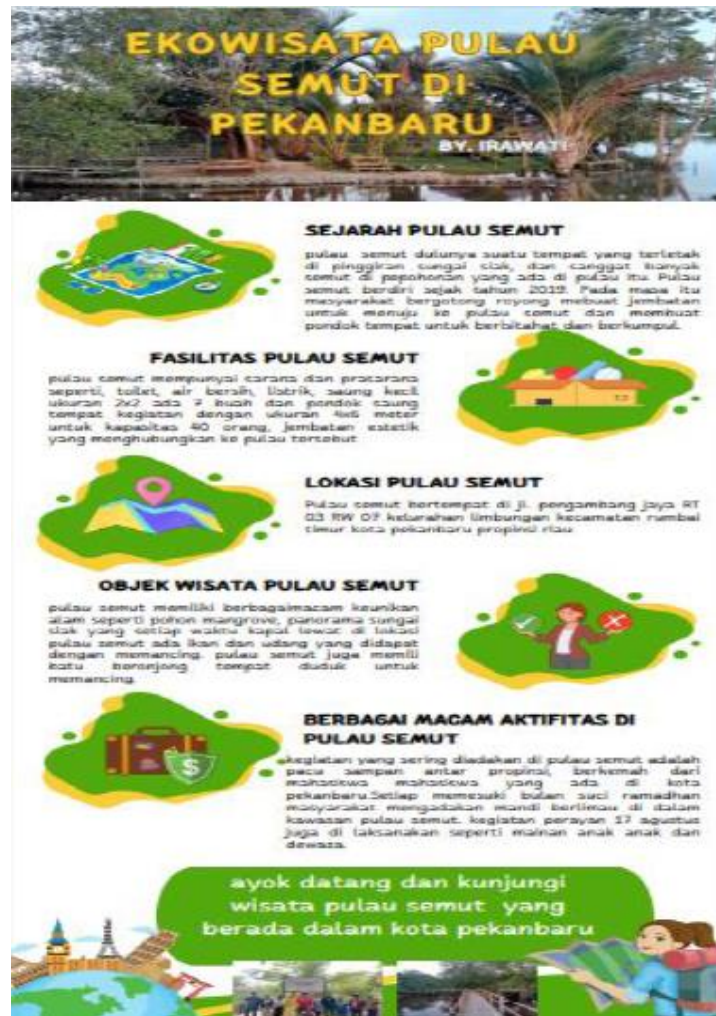 EKOWISATA PULAU
SEMUT DI
PEKANBARU
BY. IRAWATI
SEJARAH PULAU SEMUT
pulau semut dulunya suatu tempat yang terletak
di pinggiran sungai siak, dan sanggat banyak
semut di pepohonan yang ada di pulau itu. Pulau
semut berdiri sejak tahun 2019. Pada masa itu
masyarakat bergotong royong mebuat jembatan
untuk menuju ke pulau semut dan membuat
pondok tempat untuk beribtahat dan berkumpul.
FASILITAS PULAU SEMUT
pulau semut mempunyai sarana dan prasarana
seperti, toilet, air bersih, listrik, saung kecil
ukuran 2x2 ada 7 buah dan pondok saung
tempat kegiatan dengan ukuran 4x6 meter
untuk kapasitas 40 orang, jembatan estetik
yang menghubungkan ke pulau tersebut
LOKASI PULAU SEMUT
Pulau semut bertempat di jl. pengambang jaya RT
03 RW 07 kelurahan limbungan kecamatan rumbai
timur kota pekanbaru propinsi riau
OBJEK WISATA PULAU SEMUT
pulau semut memiliki berbagaimacam keunikan
alam seperti pohon mangrove, panorama sungai
siak yang setiap waktu kapal lewat di lokasi
pulau semut ada ikan dan udang yang didapat
dengan memancing. pulau semut juga memili
batu beronjong tempat duduk untuk
memancing.
BERBAGAI MACAM AKTIFITAS DI
PULAU SEMUT
kegiatan yang sering diadakan di pulau semut adalah
pacu sampan antar propinsi, berkemah dari
mahasiswa mahasiswa yang ada di kota
pekanbaru.Setiap memesuki bulan suci ramadhan
masyarakat mengadakan mandi berlimau di dalam
kawasan pulau semut. kegiatan perayan 17 agustus
juga di laksanakan seperti mainan anak anak dan
dewasa.
ayok datang dan kunjungi
wisata pulau semut yang
berada dalam kota pekanbaru